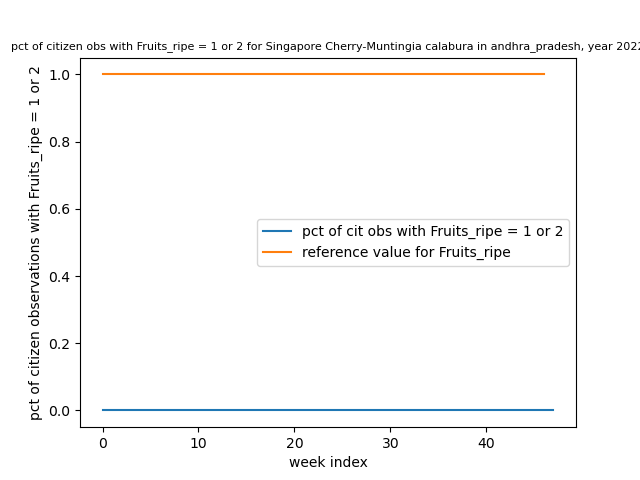 pct of citizen obs with Fruits_ripe = 1 or 2 for Singapore Cherry-Muntingia calabura in andhra_pradesh, year 2022
pct of citizen observations with Fruits_ripe = 1 or 2
1.0
0.8
0.6
0.4
0.2
0.0
pct of cit obs with Fruits_ripe = 1 or 2
reference value for Fruits_ripe
0 10 20 30 40
week index